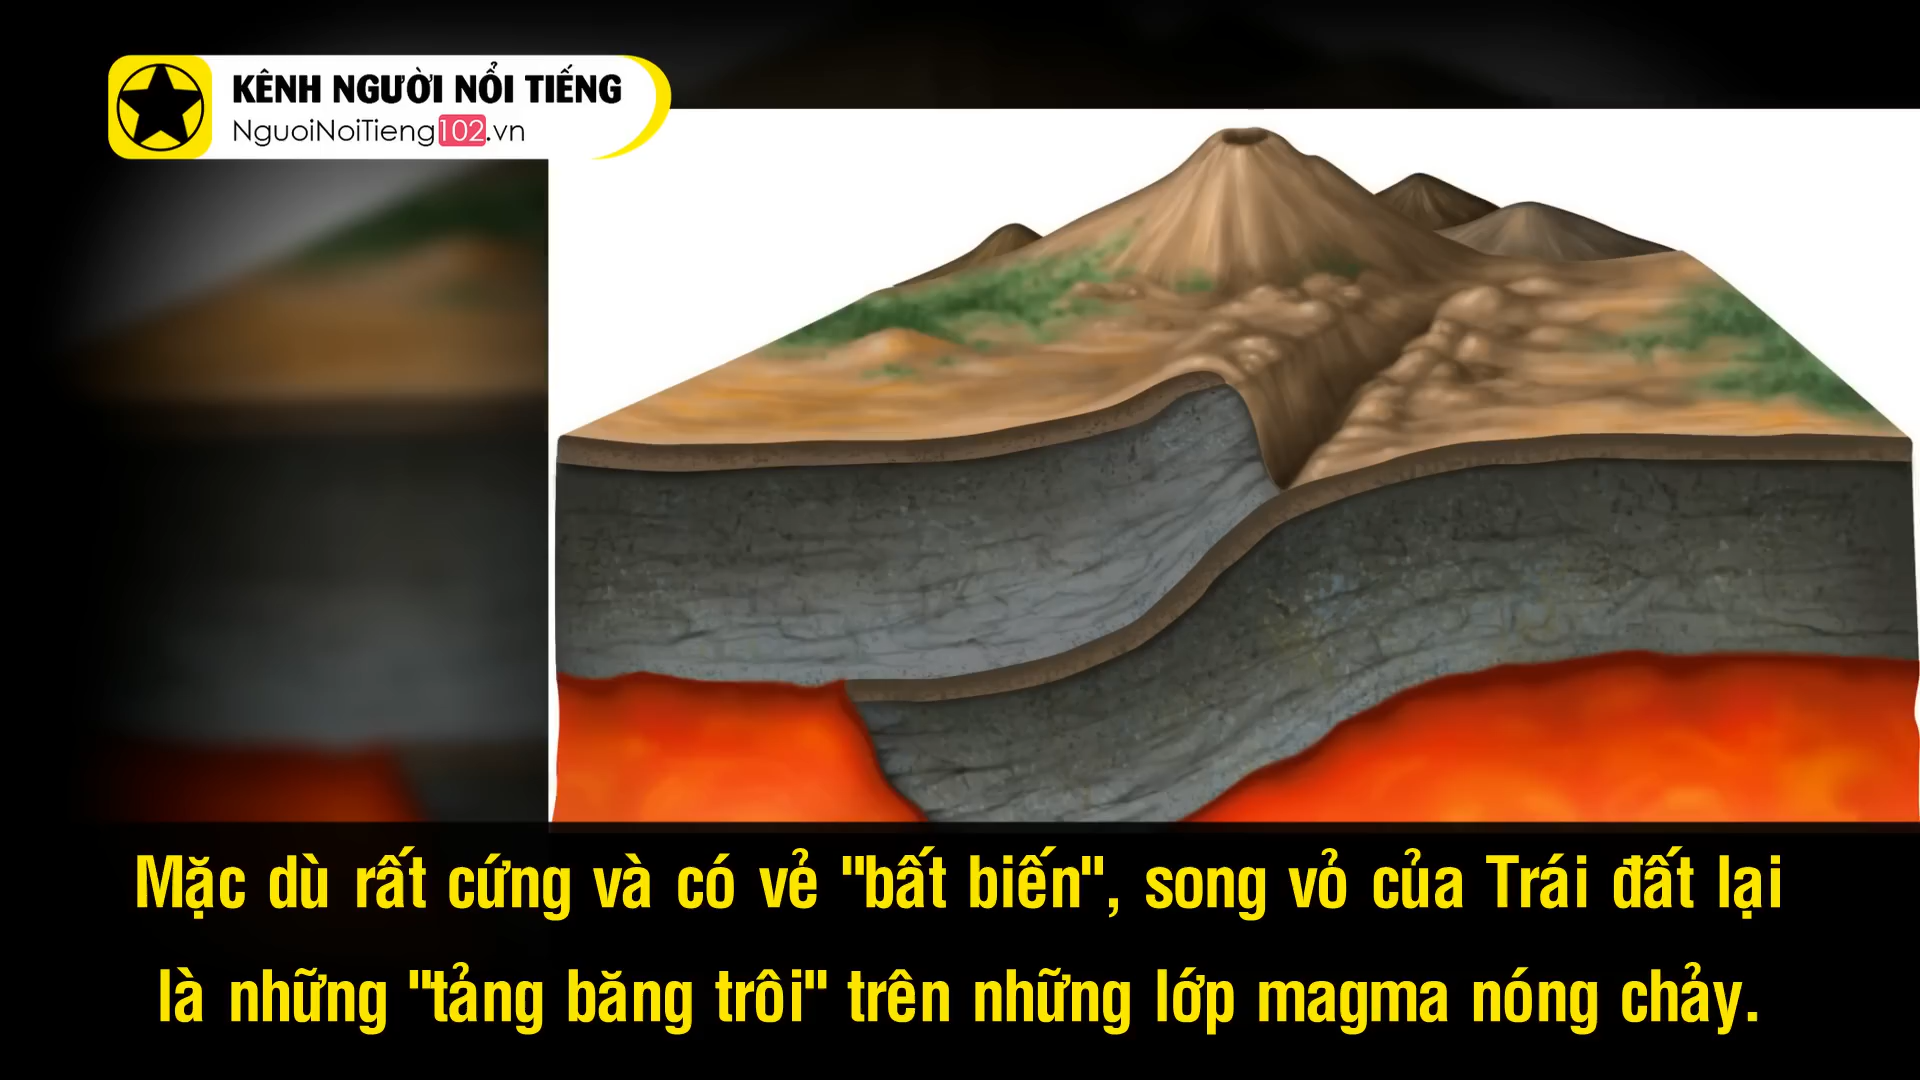 KÊNH NGƯỜI NỔI TIẾNG
NguoiNoiTieng102.vn
Mặc dù rất cứng và có vẻ "bất biến", song vỏ của Trái đất lại
là những "tảng băng trôi" trên những lớp magma nóng chảy.